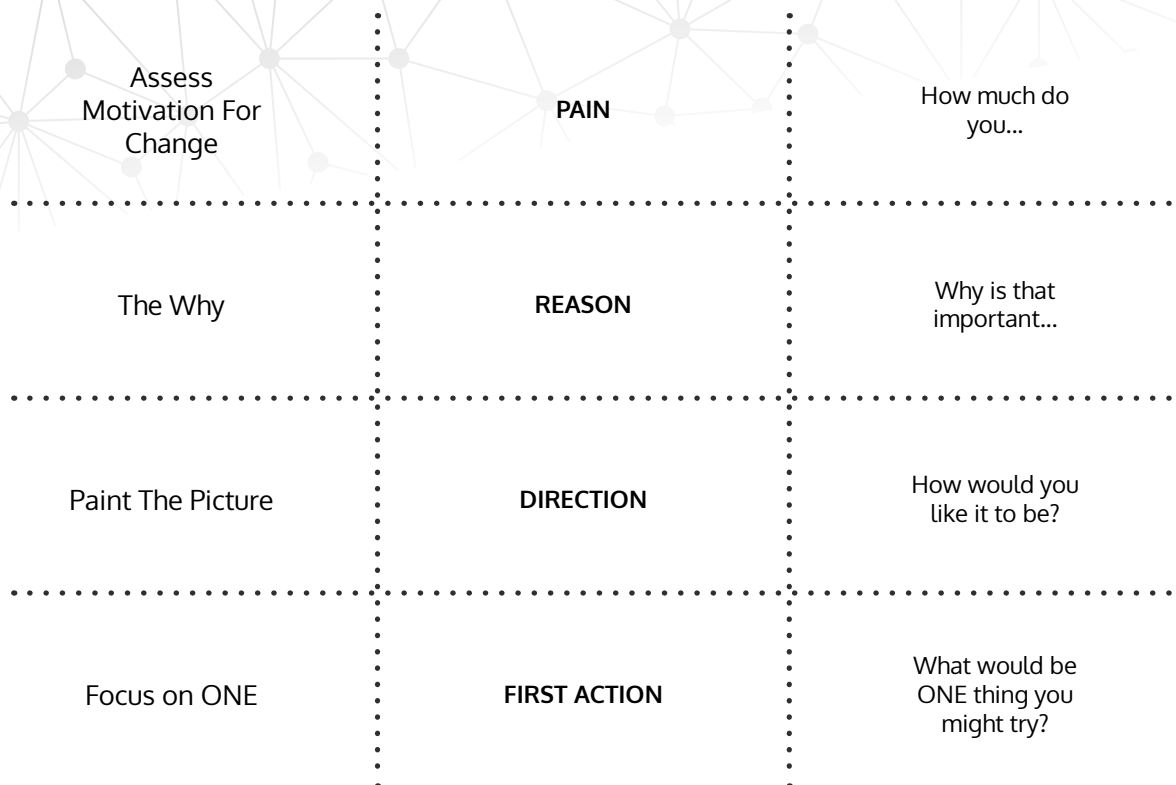 Assess
Motivation For
Change
PAIN
How much do
you...
The Why
REASON
Why is that
important...
Paint The Picture
DIRECTION
How would you
like it to be?
Focus on ONE
FIRST ACTION
What would be
ONE thing you
might try?